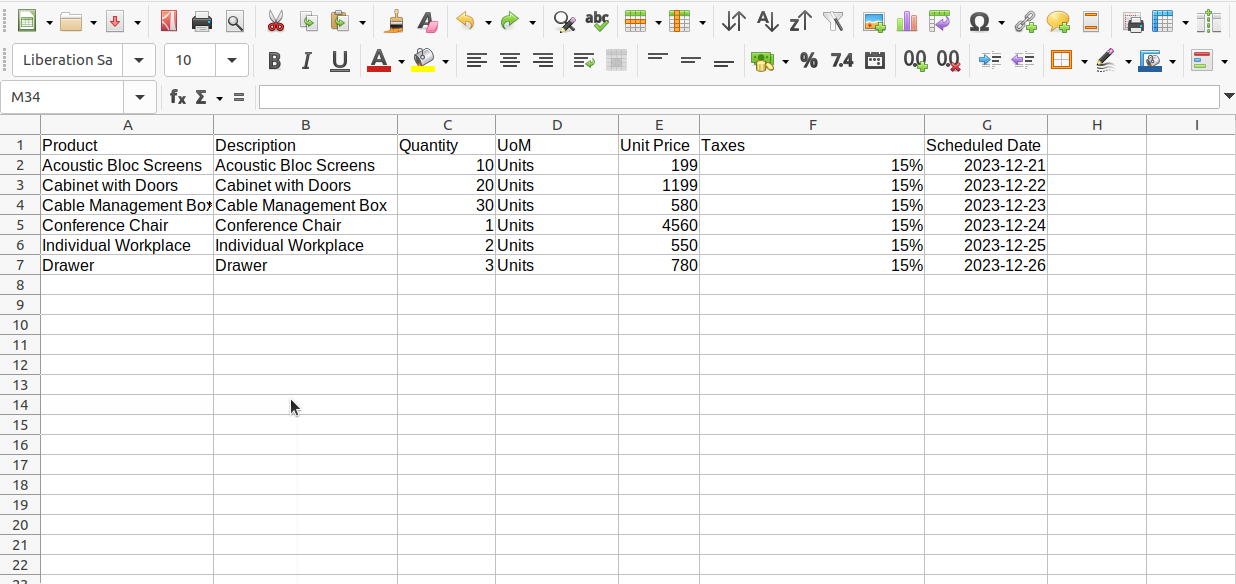 Liberation Sa 10
M34
A B C D E F G H I
1 Product Description Quantity UoM Unit Price Taxes Scheduled Date
2 Acoustic Bloc Screens Acoustic Bloc Screens 10 Units 199 15% 2023-12-21
3 Cabinet with Doors Cabinet with Doors 20 Units 1199 15% 2023-12-22
4 Cable Management Box Cable Management Box 30 Units 580 15% 2023-12-23
5 Conference Chair Conference Chair 1 Units 4560 15% 2023-12-24
6 Individual Workplace Individual Workplace 2 Units 550 15% 2023-12-25
7 Drawer Drawer 3 Units 780 15% 2023-12-26
8
9
10
11
12
13
14
15
16
17
18
19
20
21
22